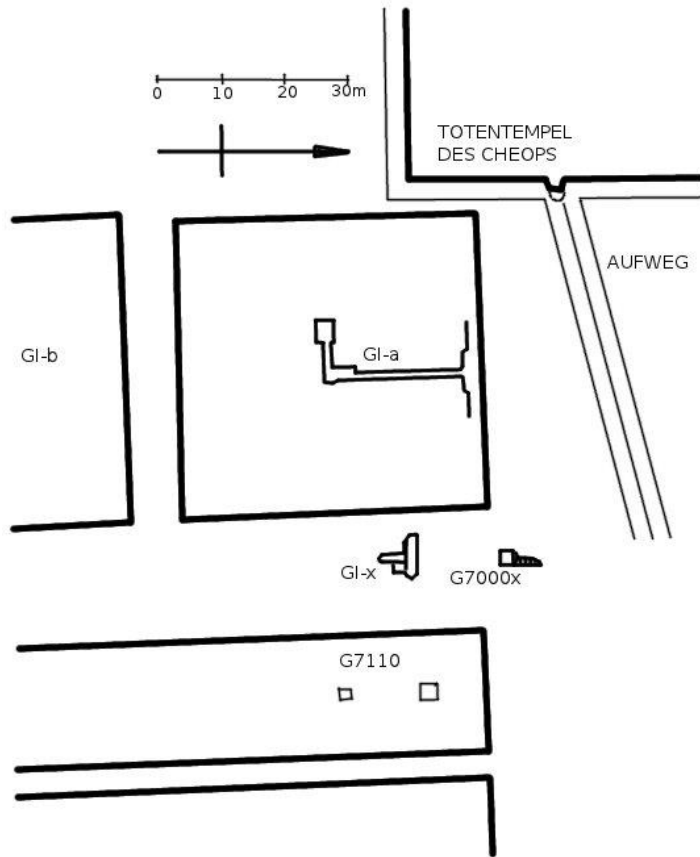 0 10 20 30m
TOTENTEMPEL
DES CHEOPS
AUFWEG
GI-b
GI-a
GI-x
G7000x
G7110